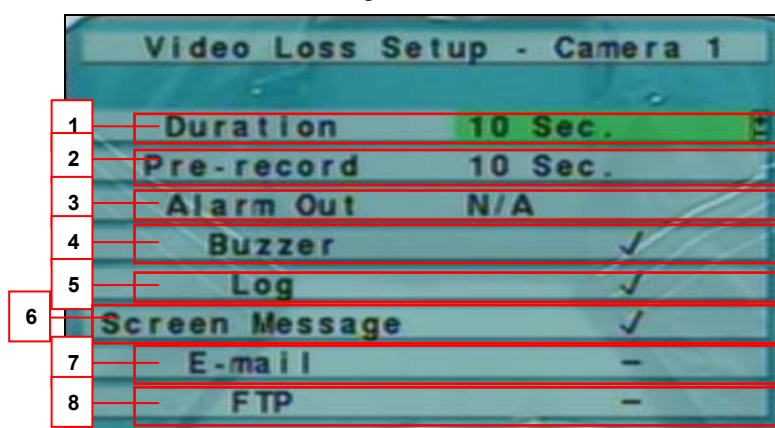 Video Loss Setup - Camera 1
1 Duration 10 Sec.
2 Pre-record 10 Sec.
3 Alarm Out N/A
4 Buzzer ✓
5 Log ✓
6 Screen Message ✓
7 E-mail –
8 FTP –